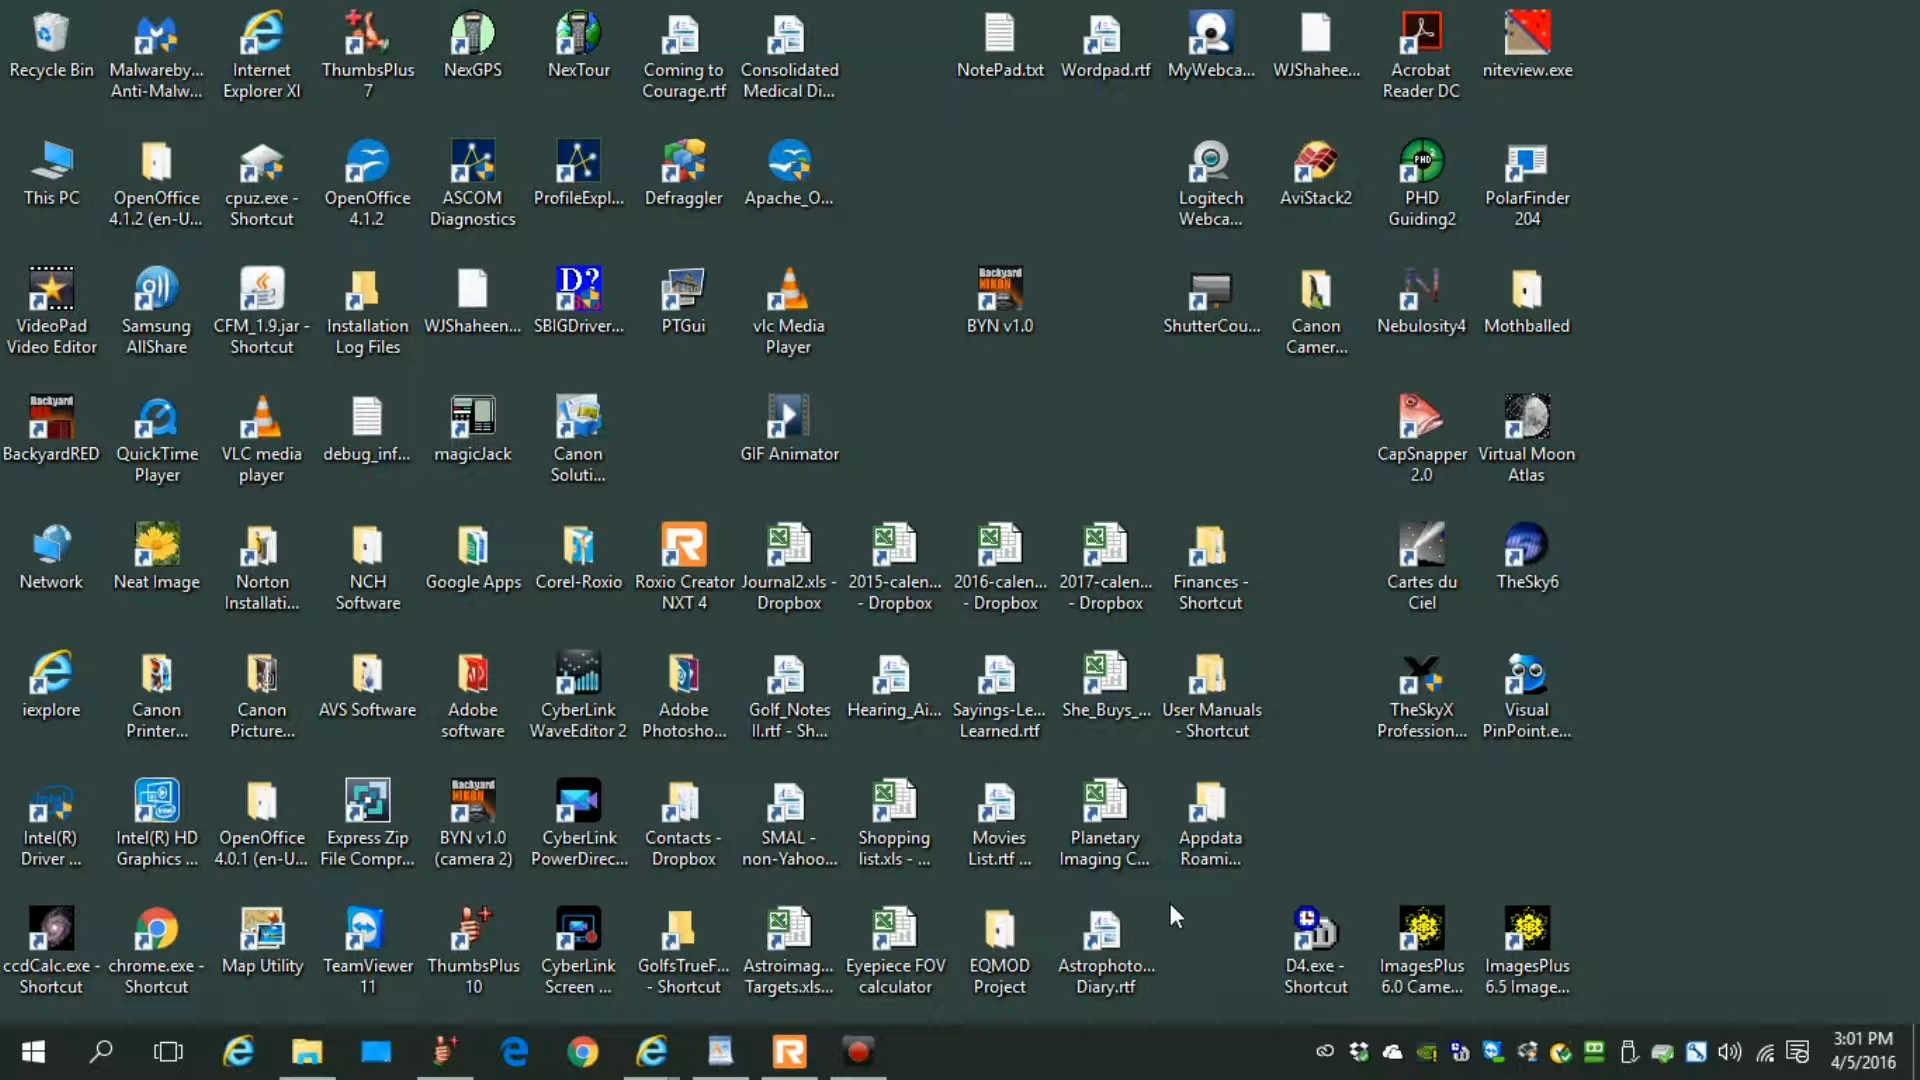 Recycle Bin
Malwareby...
Anti-Malw...
Internet
Explorer XI
ThumbsPlus
7
NexGPS
NexTour
Coming to
Courage.rtf
Consolidated
Medical Di...
NotePad.txt
Wordpad.rtf
MyWebca...
WJShahee...
Acrobat
Reader DC
niteview.exe
This PC
OpenOffice
4.1.2 (en-U...
cpuz.exe -
Shortcut
OpenOffice
4.1.2
ASCOM
Diagnostics
ProfileExpl...
Defraggler
Apache_O...
Logitech
Webca...
AviStack2
PHD
PHD
Guiding2
PolarFinder
204
VideoPad
Video Editor
Samsung
AllShare
CFM_1.9.jar -
Shortcut
Installation
Log Files
WJShaheen...
D?
SBIGDriver...
PTGui
vlc Media
Player
Backyard
NIKON
BYN v1.0
ShutterCou...
Canon
Camer...
Nebulosity4
Mothballed
Backyard
RED
BackyardRED
QuickTime
Player
VLC media
player
debug_inf...
magicJack
Canon
Soluti...
GIF Animator
CapSnapper
2.0
Virtual Moon
Atlas
Network
Neat Image
Norton
Installati...
NCH
Software
Google Apps
Corel-Roxio
Roxio Creator
NXT 4
Journal2.xls -
Dropbox
2015-calen...
- Dropbox
2016-calen...
- Dropbox
2017-calen...
- Dropbox
Finances -
Shortcut
Cartes du
Ciel
TheSky6
iexplore
Canon
Printer...
Canon
Picture...
AVS Software
Adobe
software
CyberLink
WaveEditor 2
Adobe
Photosho...
Golf_Notes
II.rtf - Sh...
Hearing_Ai...
Sayings-Le...
Learned.rtf
She_Buys_...
User Manuals
- Shortcut
TheSkyX
Profession...
Visual
PinPoint.e...
Intel(R)
Driver ...
Intel(R) HD
Graphics ...
OpenOffice
4.0.1 (en-U...
Express Zip
File Compr...
Backyard
NIKON
BYN v1.0
(camera 2)
CyberLink
PowerDirec...
Contacts -
Dropbox
SMAL -
non-Yahoo...
Shopping
list.xls - ...
Movies
List.rtf ...
Planetary
Imaging C...
Appdata
Roami...
ccdCalc.exe -
Shortcut
chrome.exe -
Shortcut
Map Utility
TeamViewer
11
ThumbsPlus
10
CyberLink
Screen ...
GolfsTrueF...
- Shortcut
Astroimag...
Targets.xls...
Eyepiece FOV
calculator
EQMOD
Project
Astrophoto...
Diary.rtf
D4.exe -
Shortcut
ImagesPlus
6.0 Came...
ImagesPlus
6.5 Image...
3:01 PM
4/5/2016